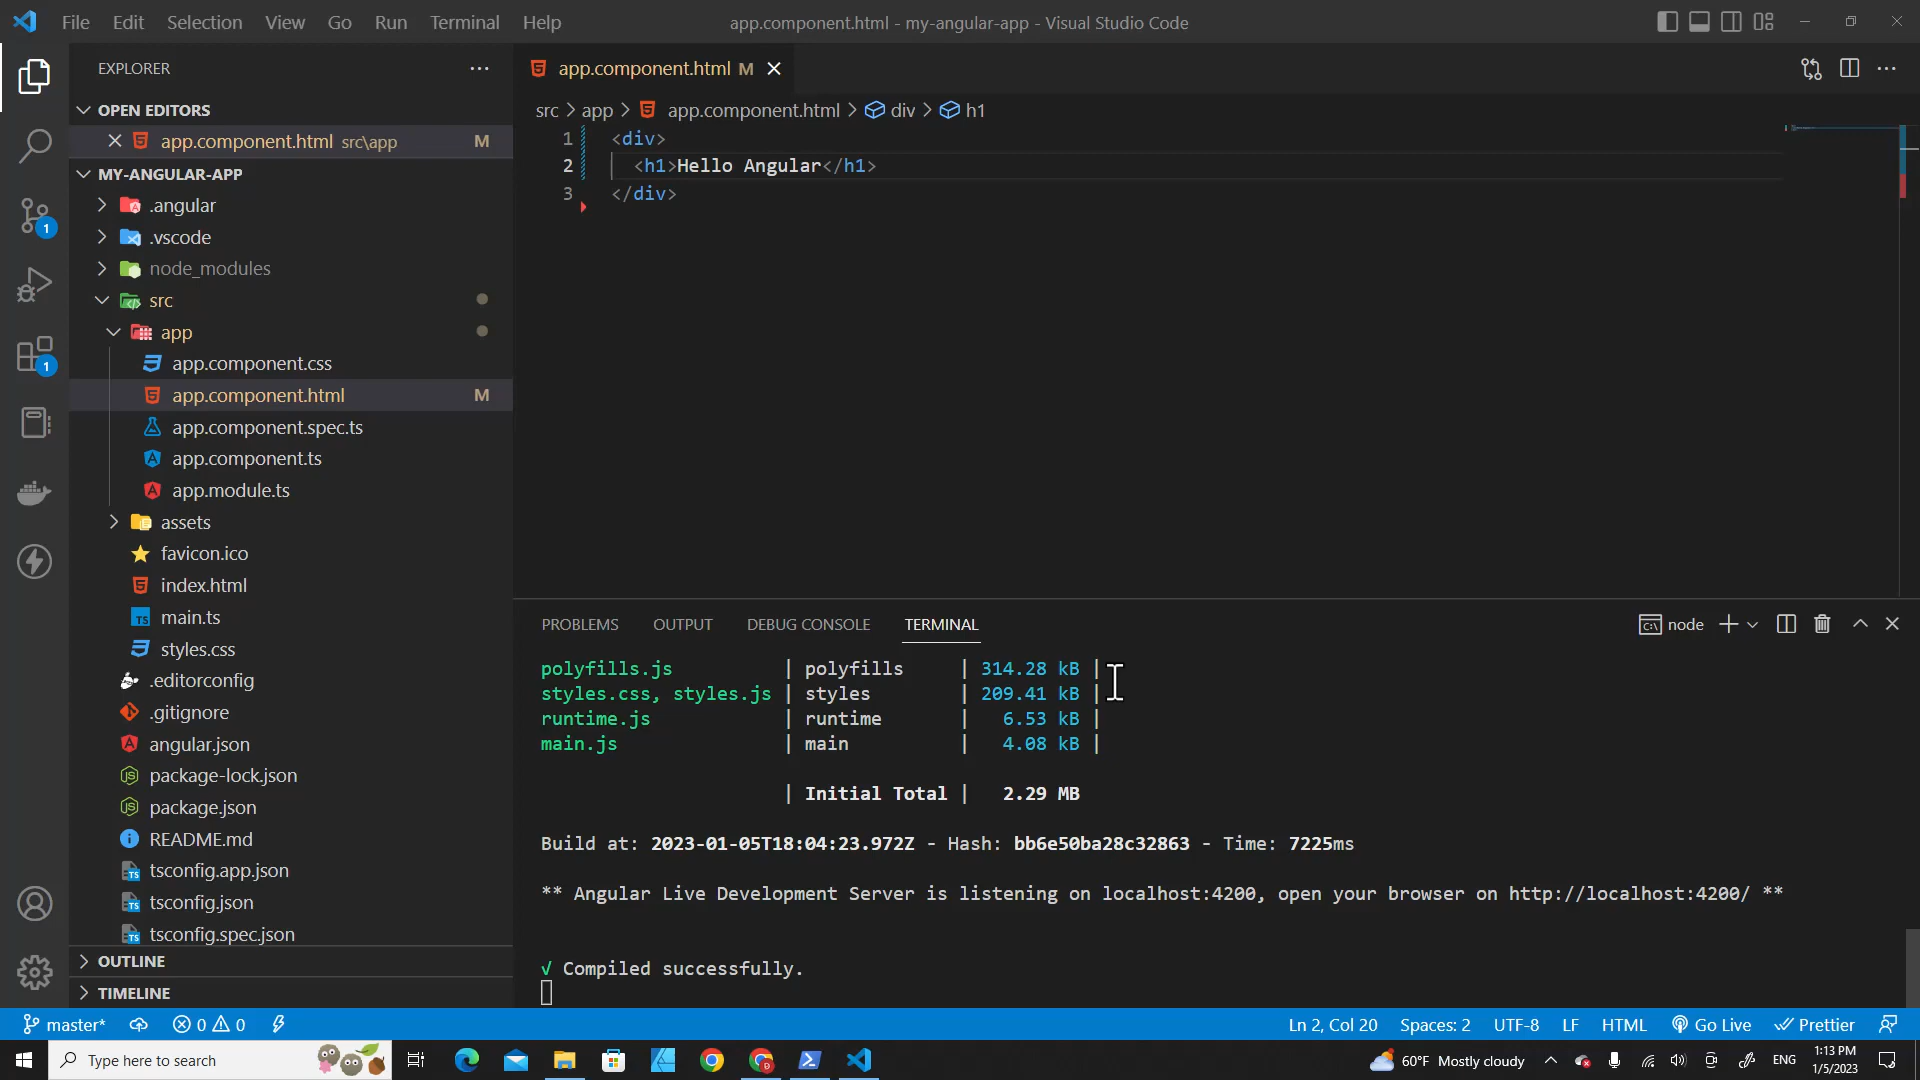 File Edit Selection View Go Run Terminal Help
app.component.html - my-angular-app - Visual Studio Code
EXPLORER
OPEN EDITORS
app.component.html src\app M
MY-ANGULAR-APP
.angular
.vscode
node_modules
src
app
app.component.css
app.component.html M
app.component.spec.ts
app.component.ts
app.module.ts
assets
favicon.ico
index.html
main.ts
styles.css
.editorconfig
.gitignore
angular.json
package-lock.json
package.json
README.md
tsconfig.app.json
tsconfig.json
tsconfig.spec.json
OUTLINE
TIMELINE
1
1
app.component.html M
src > app > app.component.html > div > h1
1 <div>
2 <h1>Hello Angular</h1>
3 </div>
PROBLEMS OUTPUT DEBUG CONSOLE TERMINAL
node
polyfills.js | polyfills | 314.28 kB |
styles.css, styles.js | styles | 209.41 kB |
runtime.js | runtime | 6.53 kB |
main.js | main | 4.08 kB |
| Initial Total | 2.29 MB
Build at: 2023-01-05T18:04:23.972Z - Hash: bb6e50ba28c32863 - Time: 7225ms
** Angular Live Development Server is listening on localhost:4200, open your browser on http://localhost:4200/ **
√ Compiled successfully.
master* 0 0
Ln 2, Col 20 Spaces: 2 UTF-8 LF HTML Go Live Prettier
Type here to search
60°F Mostly cloudy
ENG
1:13 PM
1/5/2023